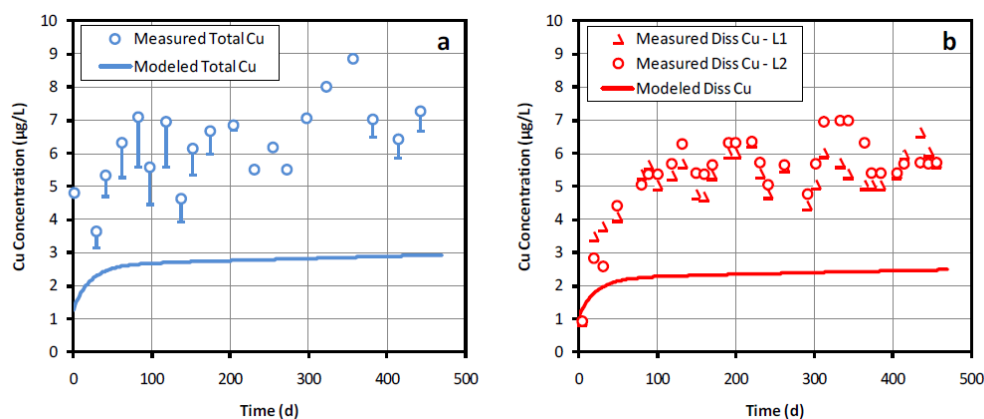 Measured Total Cu
Modeled Total Cu
a
Cu Concentration (µg/L)
10
9
8
7
6
5
4
3
2
1
0
0 100 200 300 400 500
Time (d)
Measured Diss Cu - L1
Measured Diss Cu - L2
Modeled Diss Cu
b
Cu Concentration (µg/L)
10
9
8
7
6
5
4
3
2
1
0
0 100 200 300 400 500
Time (d)